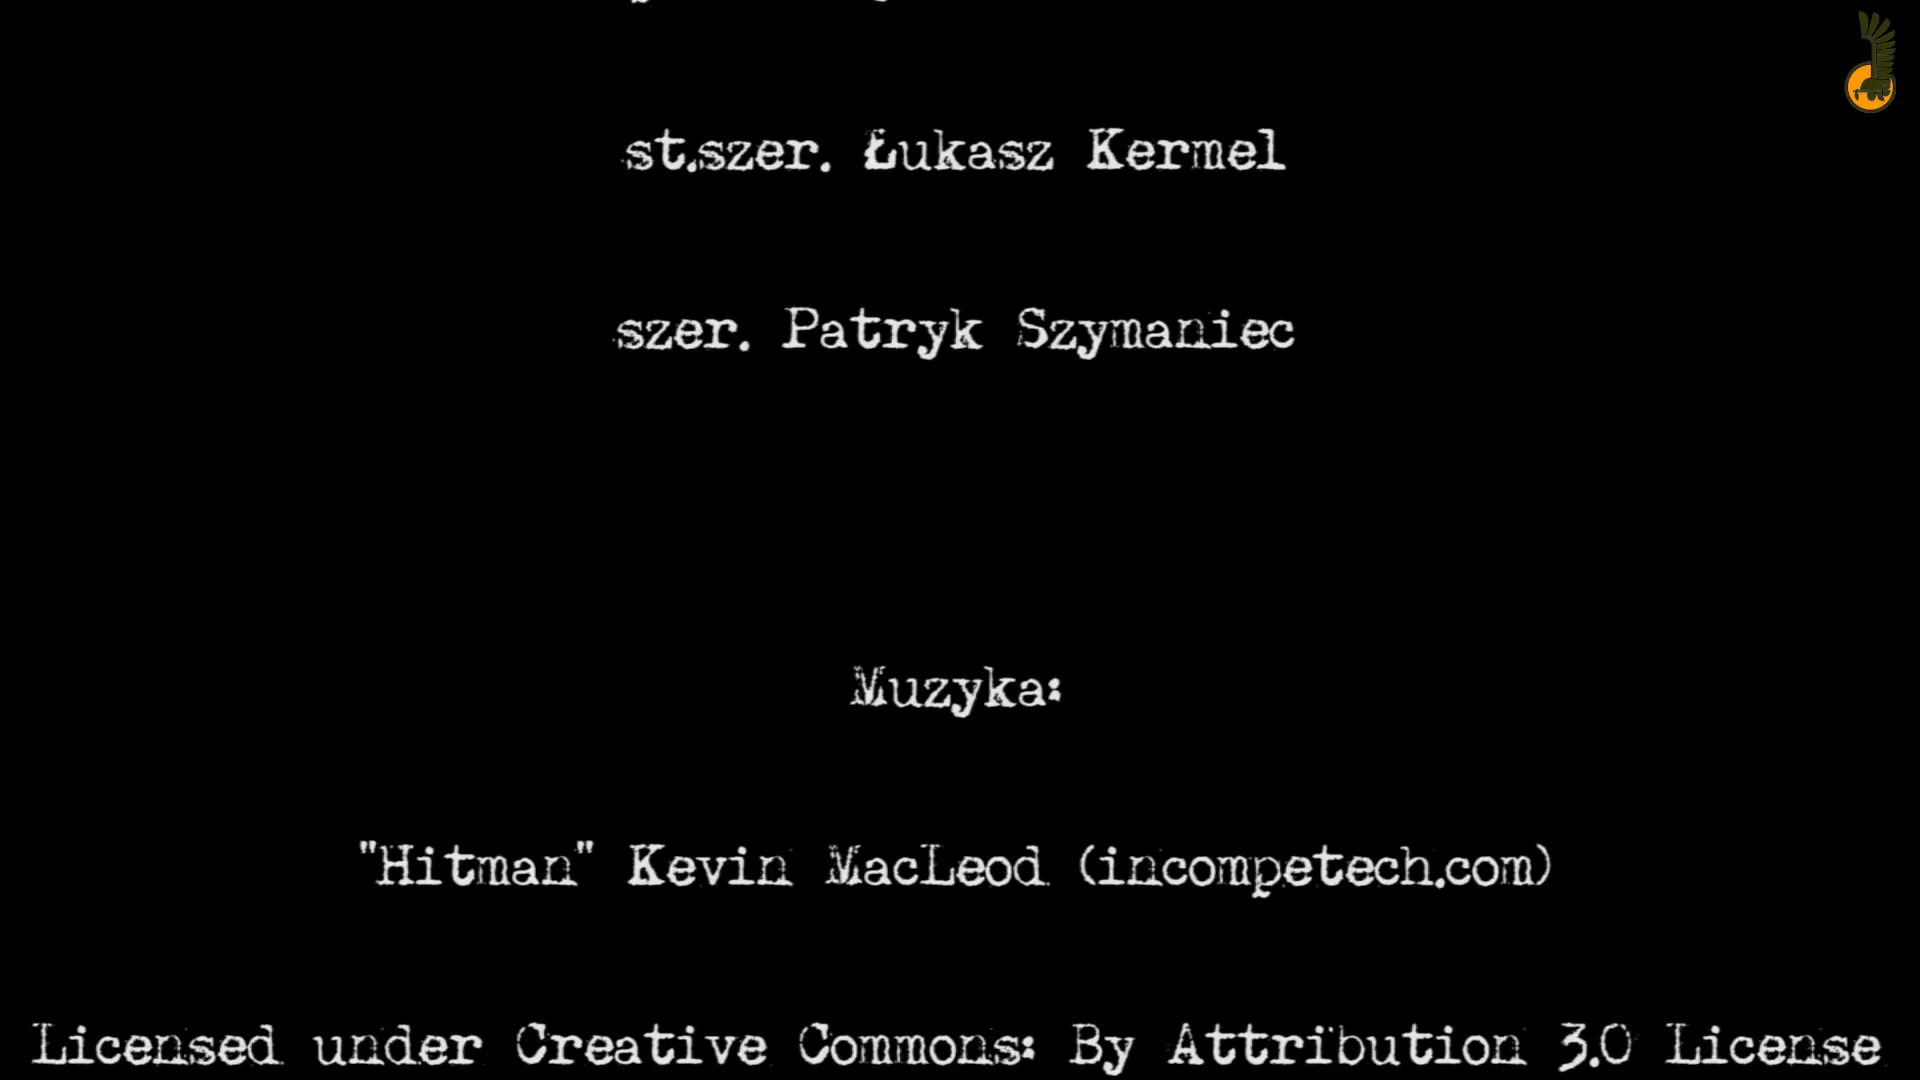 st.szer. Łukasz Kermel
szer. Patryk Szymaniec
Muzyka:
"Hitman" Kevin MacLeod (incompetech.com)
Licensed under Creative Commons: By Attribution 3.0 License